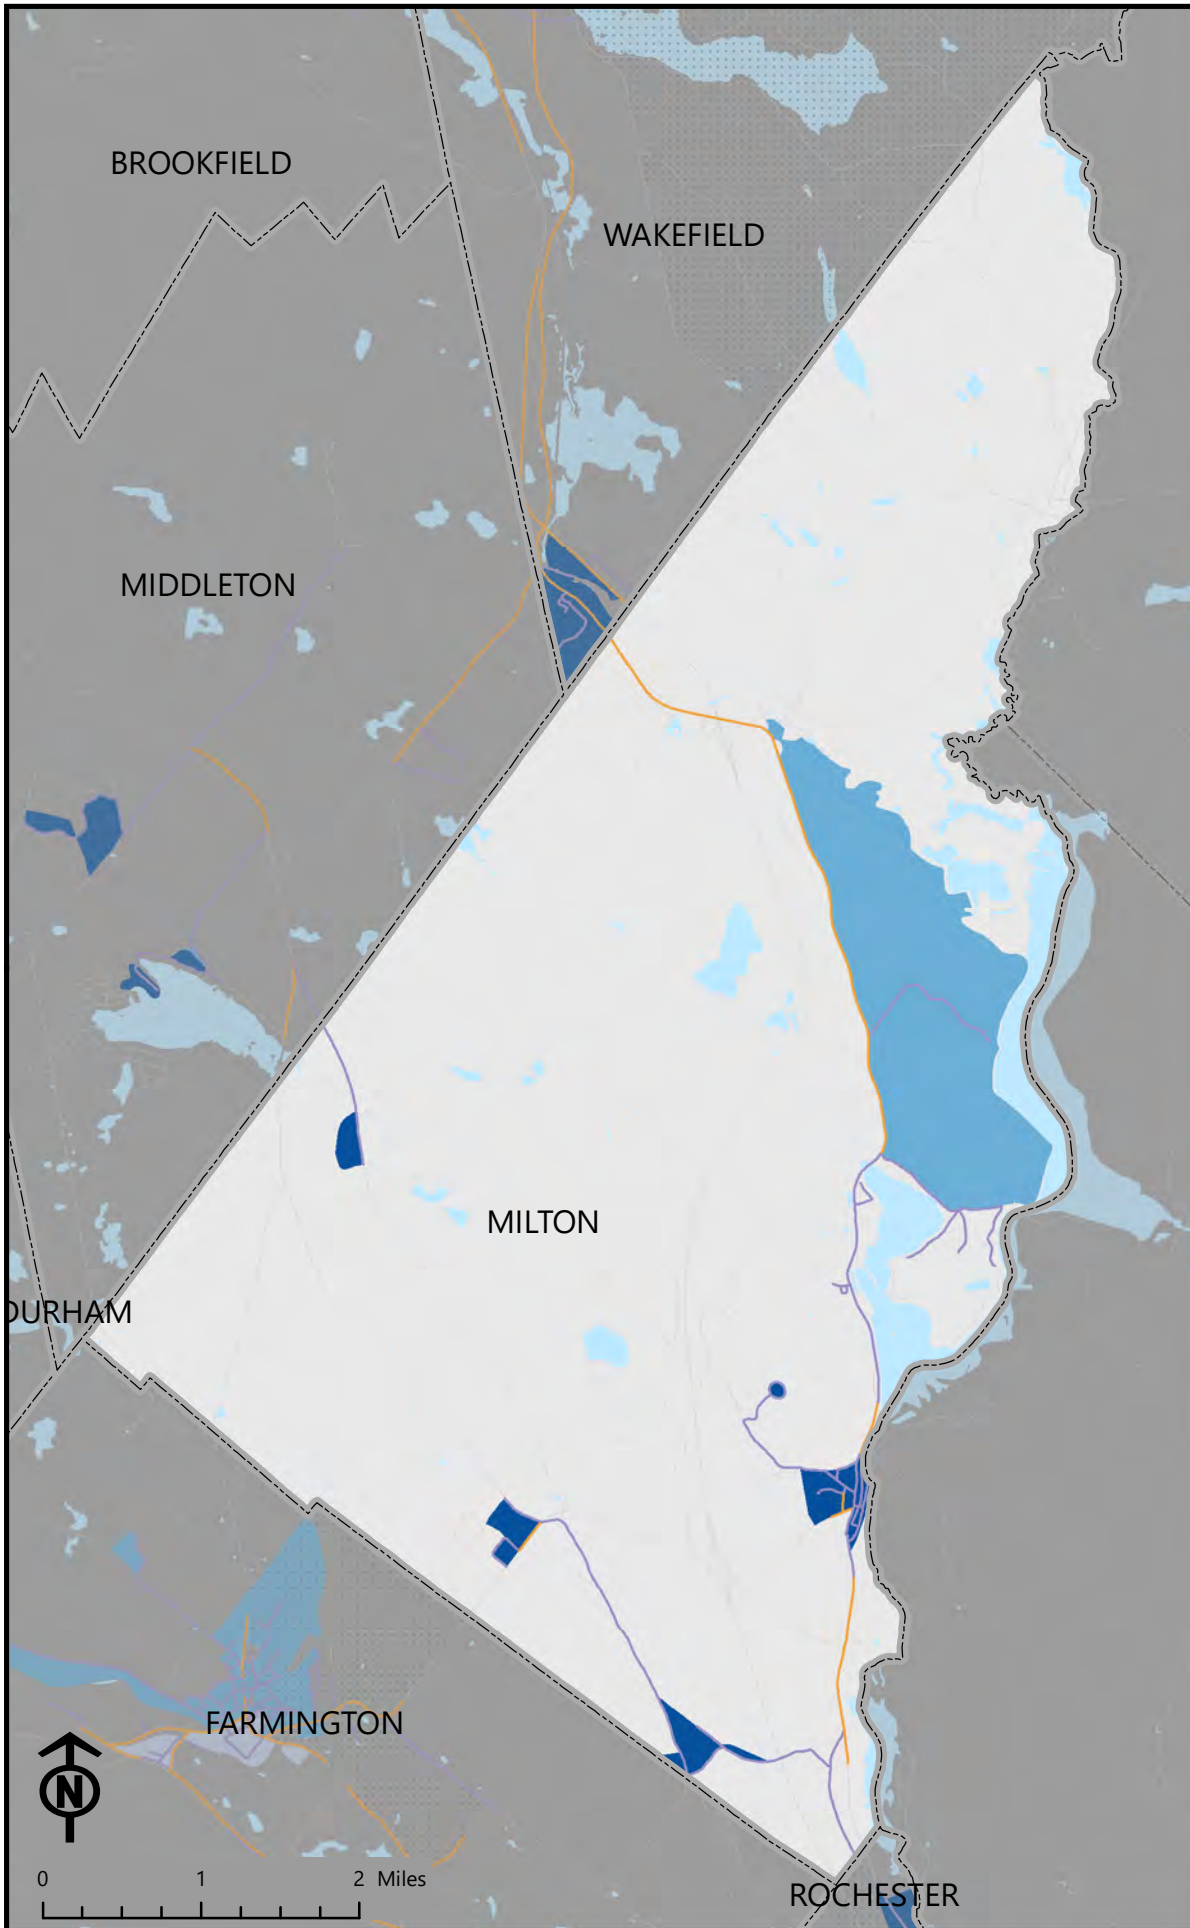 BROOKFIELD
WAKEFIELD
MIDDLETON
MILTON
DURHAM
FARMINGTON
N
0 1 2 Miles
ROCHESTER